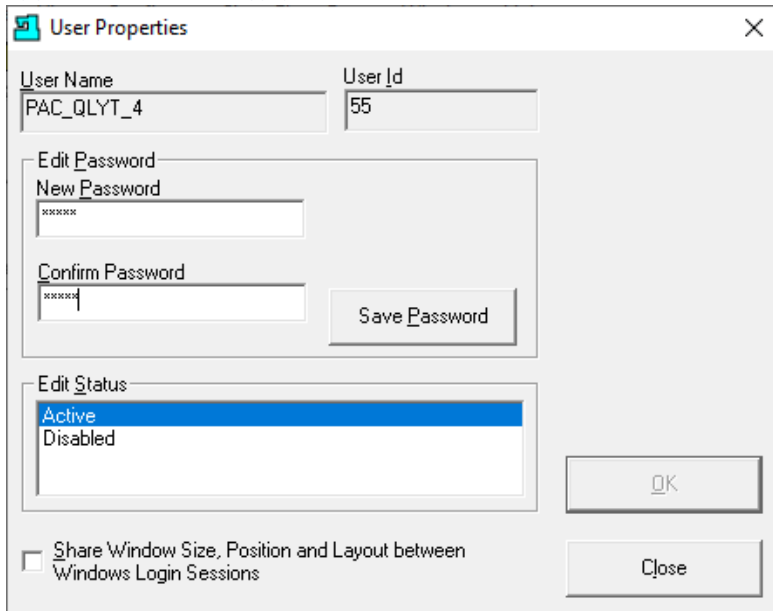 User Properties
User Name
User Id
PAC_QLYT_4
55
Edit Password
New Password
*****
Confirm Password
*****
Save Password
Edit Status
Active
Disabled
OK
Share Window Size, Position and Layout between
Windows Login Sessions
Close